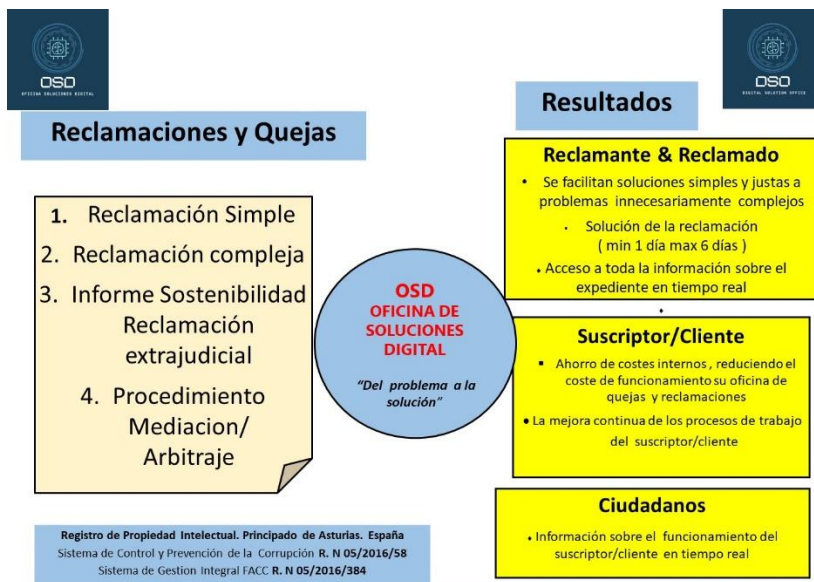 OSD
OFICINA SOLUCIONES DIGITAL
Reclamaciones y Quejas
1. Reclamación Simple
2. Reclamación compleja
3. Informe Sostenibilidad
Reclamación
extrajudicial
4. Procedimiento
Mediacion/
Arbitraje
OSD
OFICINA DE
SOLUCIONES
DIGITAL
“Del problema a la
solución”
OSD
DIGITAL SOLUTION OFFICE
Resultados
Reclamante & Reclamado
• Se facilitan soluciones simples y justas a
problemas innecesariamente complejos
• Solución de la reclamación
( min 1 día max 6 días )
♦ Acceso a toda la información sobre el
expediente en tiempo real
♦
Suscriptor/Cliente
▪ Ahorro de costes internos , reduciendo el
coste de funcionamiento su oficina de
quejas y reclamaciones
● La mejora continua de los procesos de trabajo
del suscriptor/cliente
Ciudadanos
♦ Información sobre el funcionamiento del
suscriptor/cliente en tiempo real
Registro de Propiedad Intelectual. Principado de Asturias. España
Sistema de Control y Prevención de la Corrupción R. N 05/2016/58
Sistema de Gestion Integral FACC R. N 05/2016/384